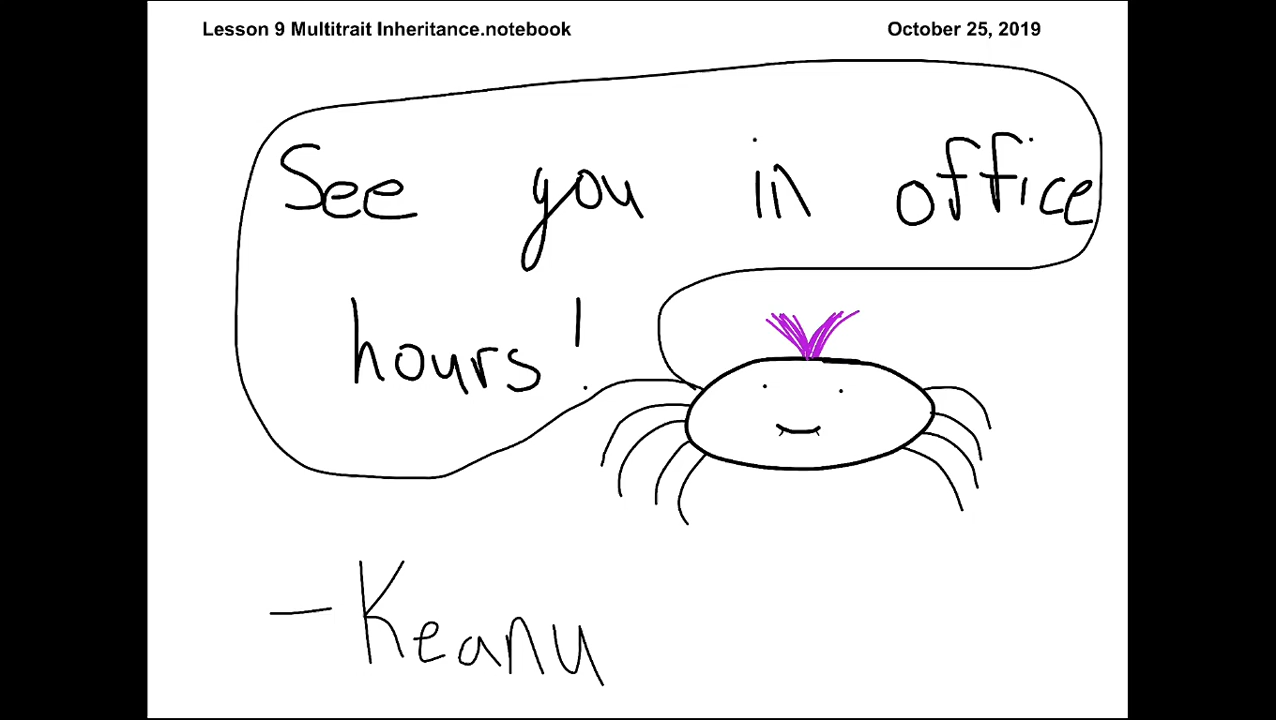 Lesson 9 Multitrait Inheritance.notebook October 25, 2019
See you in office
hours!
- Keanu